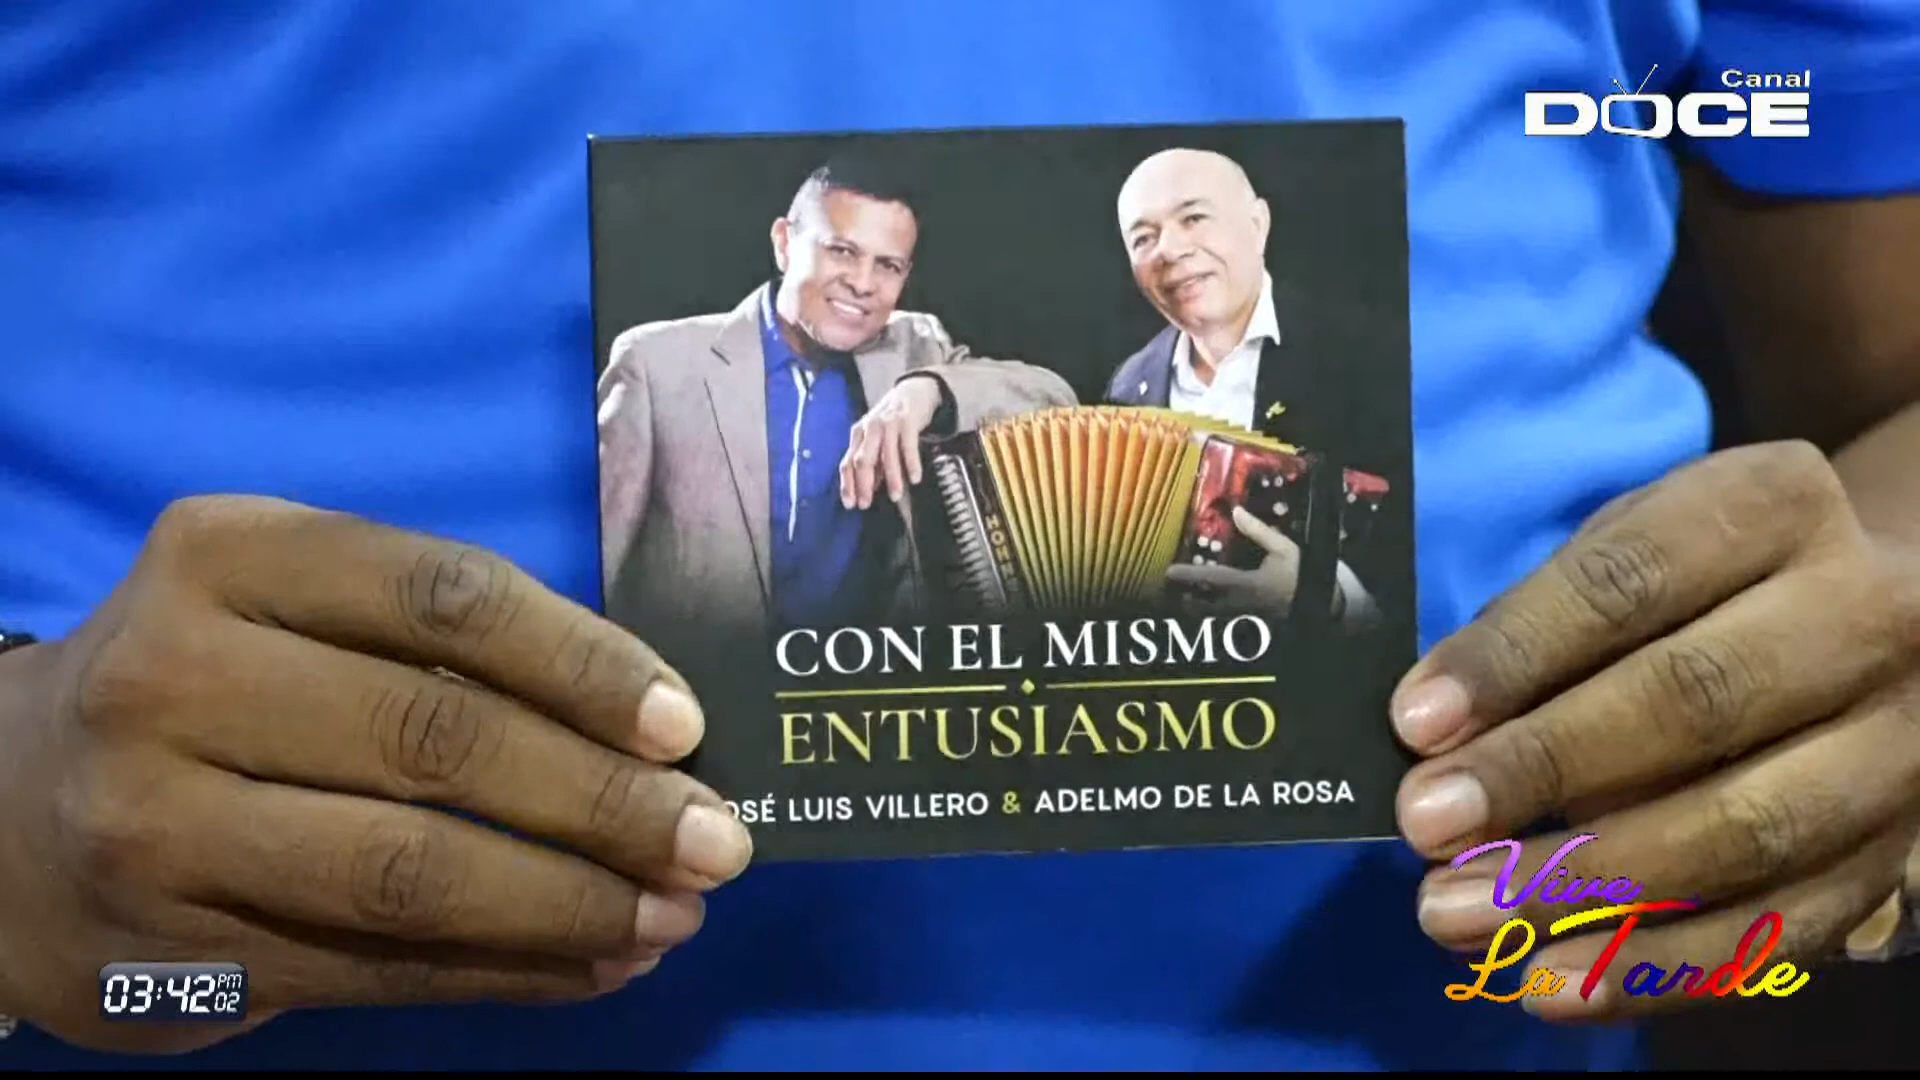 Canal
DOCE
CON EL MISMO
ENTUSIASMO
OSÉ LUIS VILLERO & ADELMO DE LA ROSA
Vive
La Tarde
03:42 PM
02